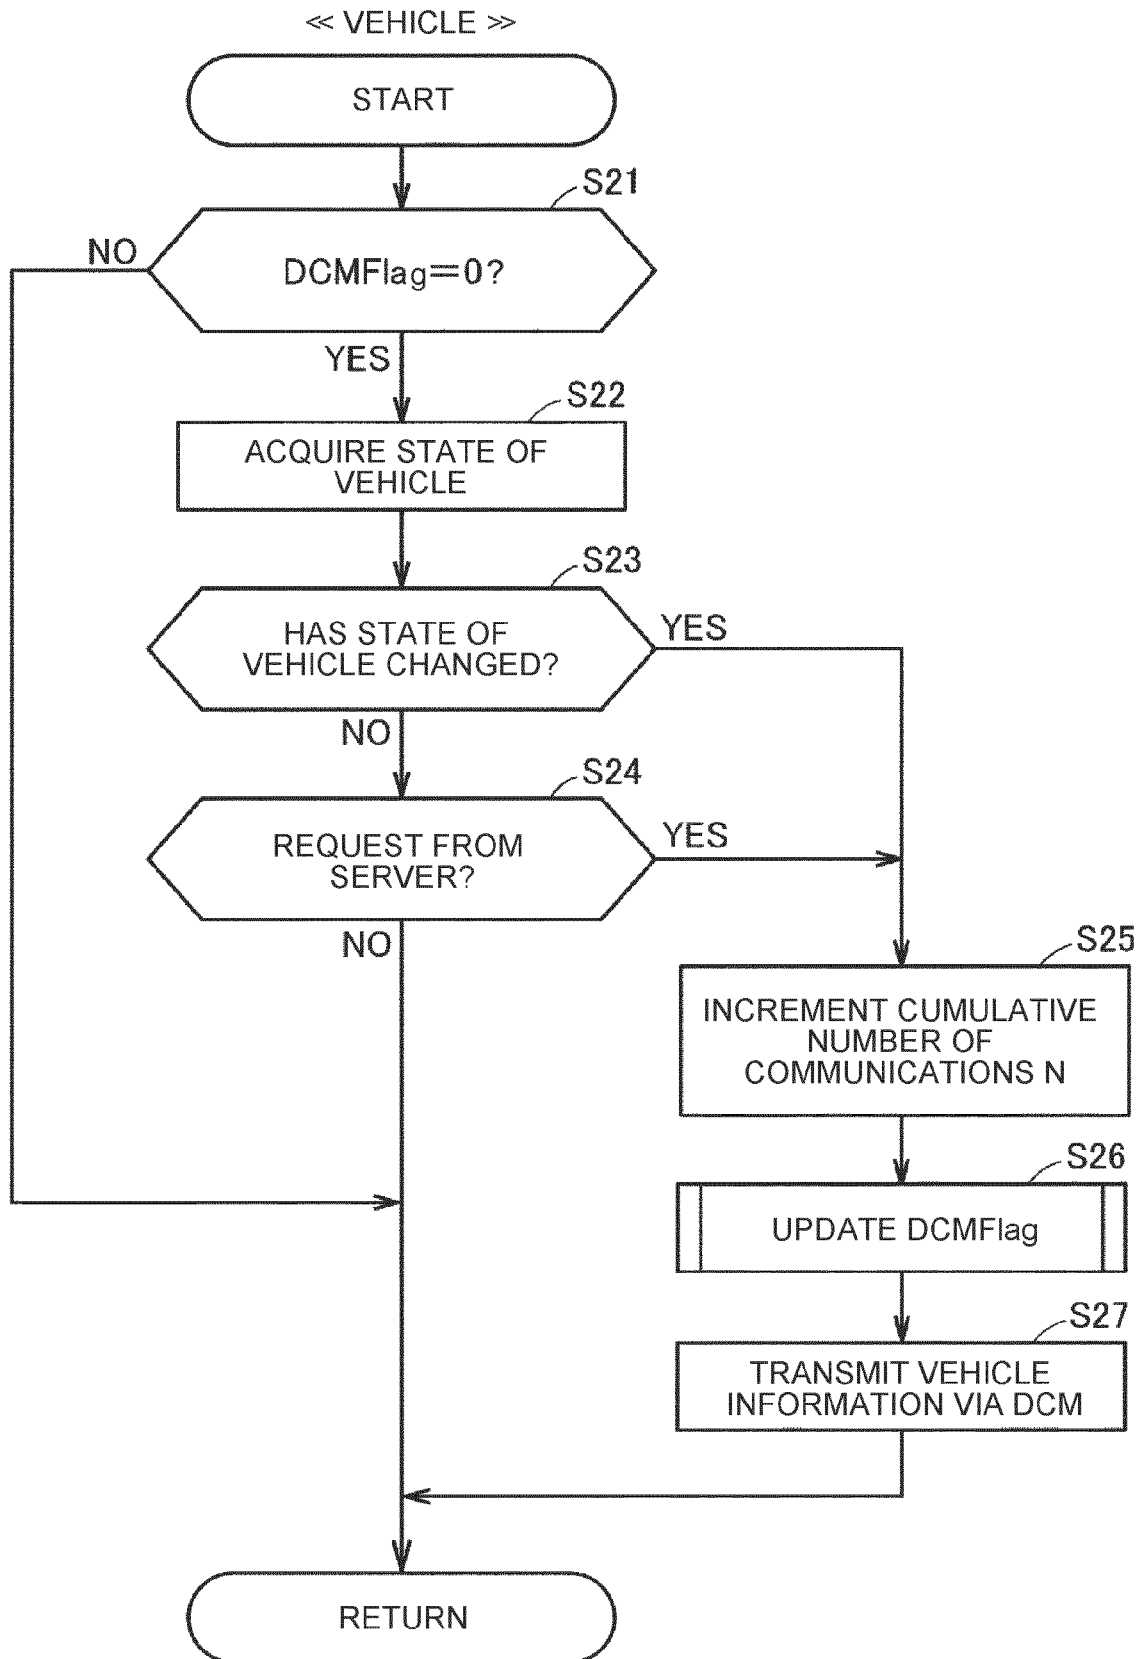 ≪ VEHICLE ≫
START
S21
NO
DCMFlag=0?
YES
S22
ACQUIRE STATE OF
VEHICLE
S23
HAS STATE OF
VEHICLE CHANGED?
YES
NO
S24
REQUEST FROM
SERVER?
YES
NO
S25
INCREMENT CUMULATIVE
NUMBER OF
COMMUNICATIONS N
S26
UPDATE DCMFlag
S27
TRANSMIT VEHICLE
INFORMATION VIA DCM
RETURN